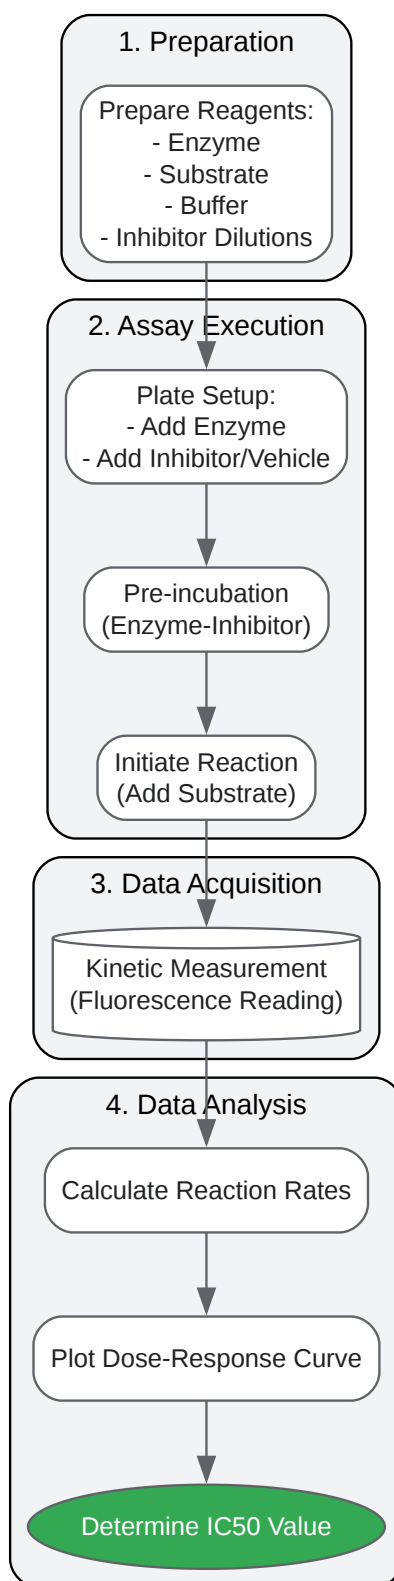 1. Preparation
Prepare Reagents:
- Enzyme
- Substrate
- Buffer
- Inhibitor Dilutions
2. Assay Execution
Plate Setup:
- Add Enzyme
- Add Inhibitor/Vehicle
Pre-incubation
(Enzyme-Inhibitor)
Initiate Reaction
(Add Substrate)
3. Data Acquisition
Kinetic Measurement
(Fluorescence Reading)
4. Data Analysis
Calculate Reaction Rates
Plot Dose-Response Curve
Determine IC50 Value